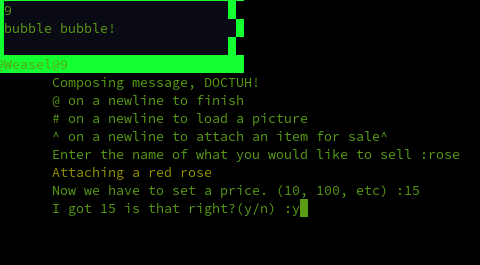 9
bubble bubble!
@Weasel@9
Composing message, DOCTUH!
@ on a newline to finish
# on a newline to load a picture
^ on a newline to attach an item for sale^
Enter the name of what you would like to sell :rose
Attaching a red rose
Now we have to set a price. (10, 100, etc) :15
I got 15 is that right?(y/n) :y